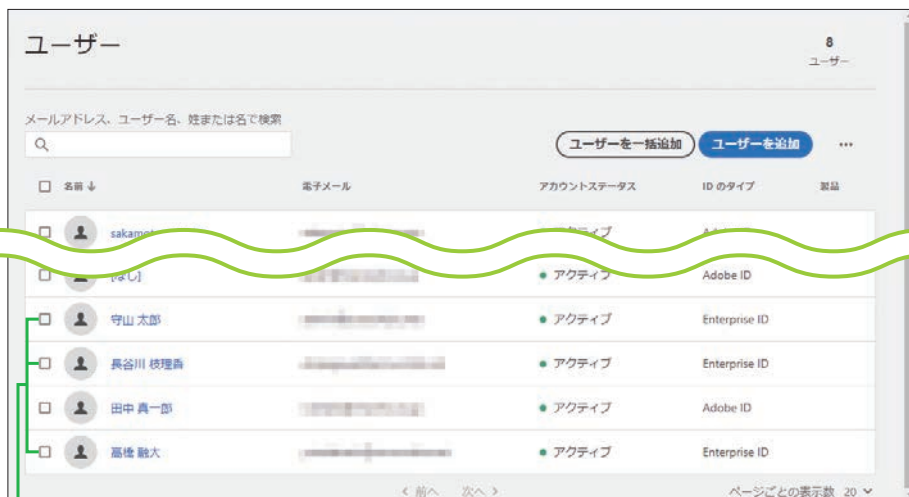 ユーザー
8
ユーザー
メールアドレス、ユーザー名、姓または名で検索
ユーザーを一括追加 ユーザーを追加 …
名前 ↓ 電子メール アカウントステータス ID のタイプ 製品
[なし] アクティブ Adobe ID
守山 太郎 アクティブ Enterprise ID
長谷川 枝理香 アクティブ Enterprise ID
田中 真一郎 アクティブ Adobe ID
高橋 融大 アクティブ Enterprise ID
< 前へ 次へ > ページごとの表示数 20